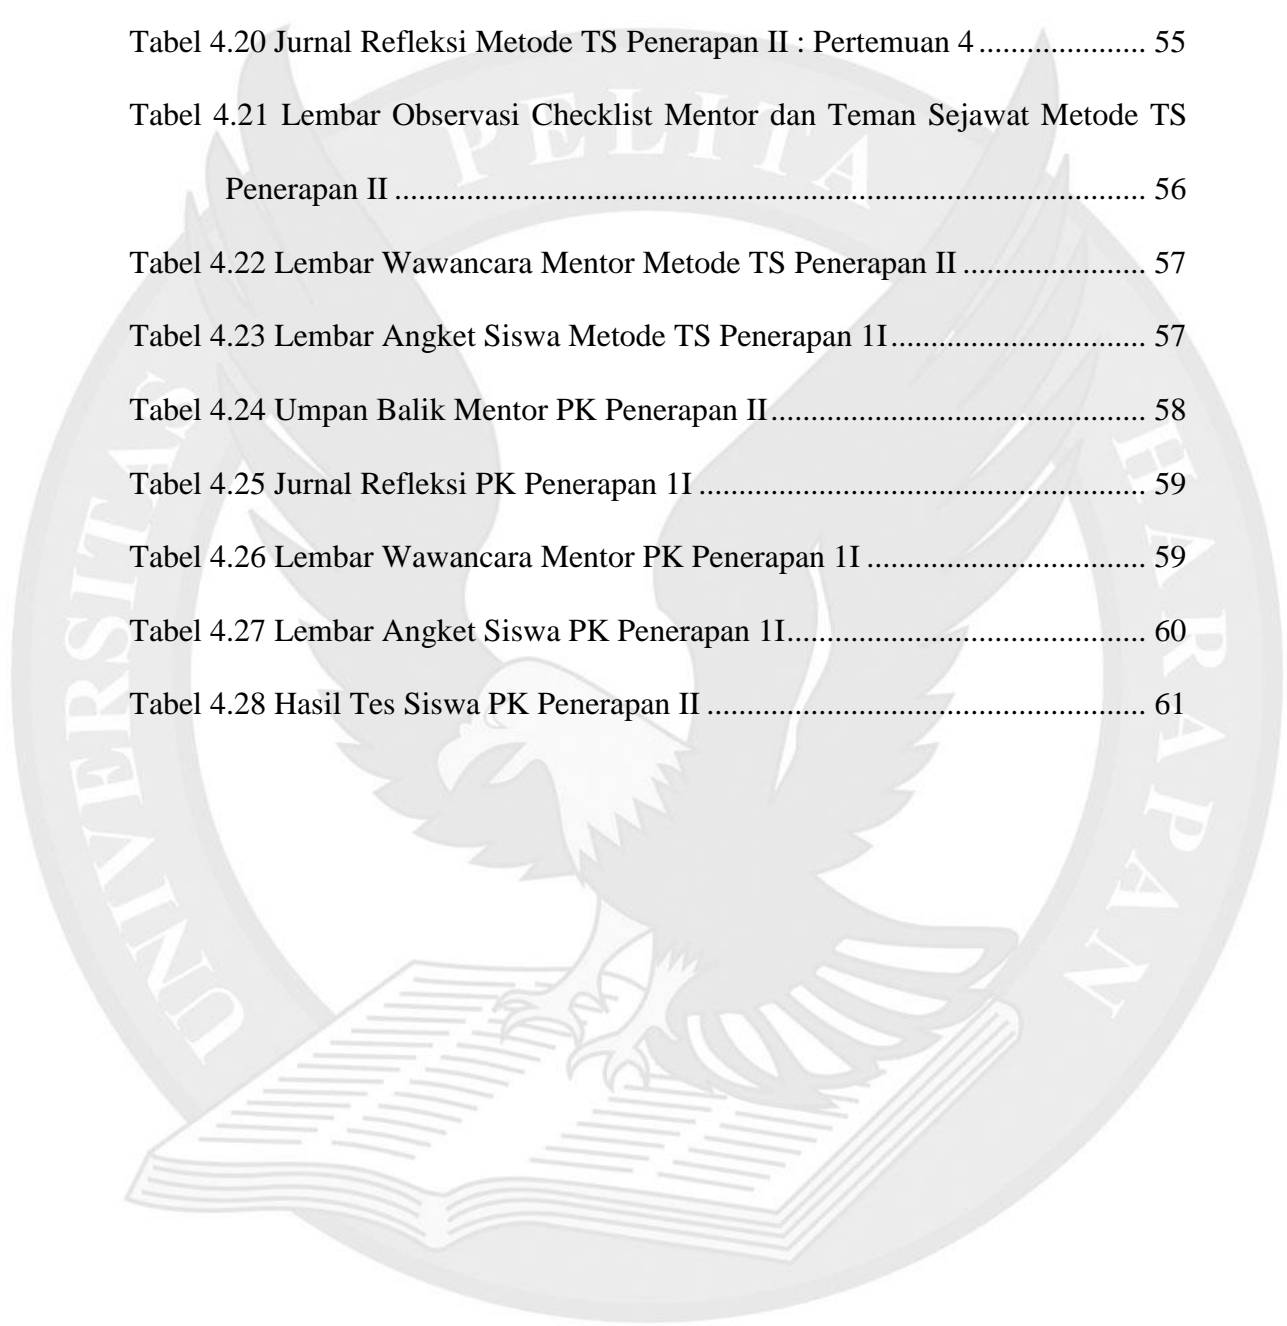 Tabel 4.20 Jurnal Refleksi Metode TS Penerapan II : Pertemuan 4 ..................... 55
Tabel 4.21 Lembar Observasi Checklist Mentor dan Teman Sejawat Metode TS
Penerapan II ............................................................................................. 56
Tabel 4.22 Lembar Wawancara Mentor Metode TS Penerapan II ....................... 57
Tabel 4.23 Lembar Angket Siswa Metode TS Penerapan 1I................................ 57
Tabel 4.24 Umpan Balik Mentor PK Penerapan II............................................... 58
Tabel 4.25 Jurnal Refleksi PK Penerapan 1I ........................................................ 59
Tabel 4.26 Lembar Wawancara Mentor PK Penerapan 1I ................................... 59
Tabel 4.27 Lembar Angket Siswa PK Penerapan 1I............................................. 60
Tabel 4.28 Hasil Tes Siswa PK Penerapan II ....................................................... 61
UNIVERSITAS PELITA HARAPAN